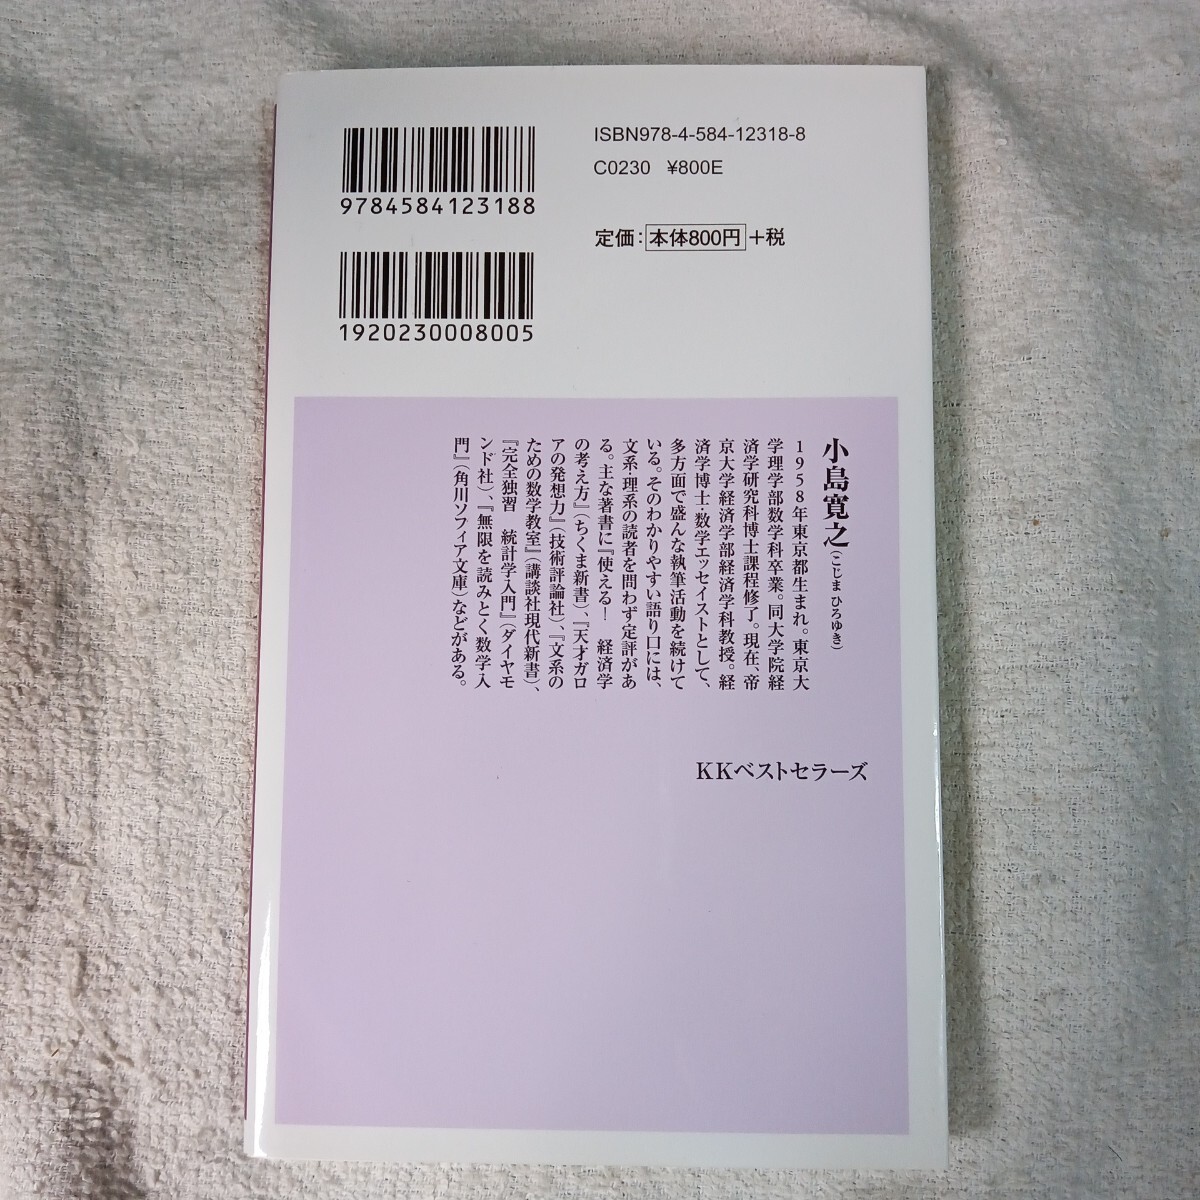 ISBN978-4-584-12318-8
C0230 ¥800E
定価:本体800円+税
9784584123188
1920230008005
小島寛之(こじま ひろゆき)
1958年東京都生まれ。東京大
学理学部数学科卒業。同大学院経
済学研究科博士課程修了。現在、帝
京大学経済学部経済学科教授。経
済学博士・数学エッセイストとして、
多方面で盛んな執筆活動を続けて
いる。そのわかりやすい語り口には、
文系・理系の読者を問わず定評があ
る。主な著書に『使える! 経済学
の考え方』(ちくま新書)、『天才ガロ
アの発想力』(技術評論社)、『文系の
ための数学教室』(講談社現代新書)、
『完全独習 統計学入門』(ダイヤモ
ンド社)、『無限を読みとく数学入
門』(角川ソフィア文庫)などがある。
KKベストセラーズ